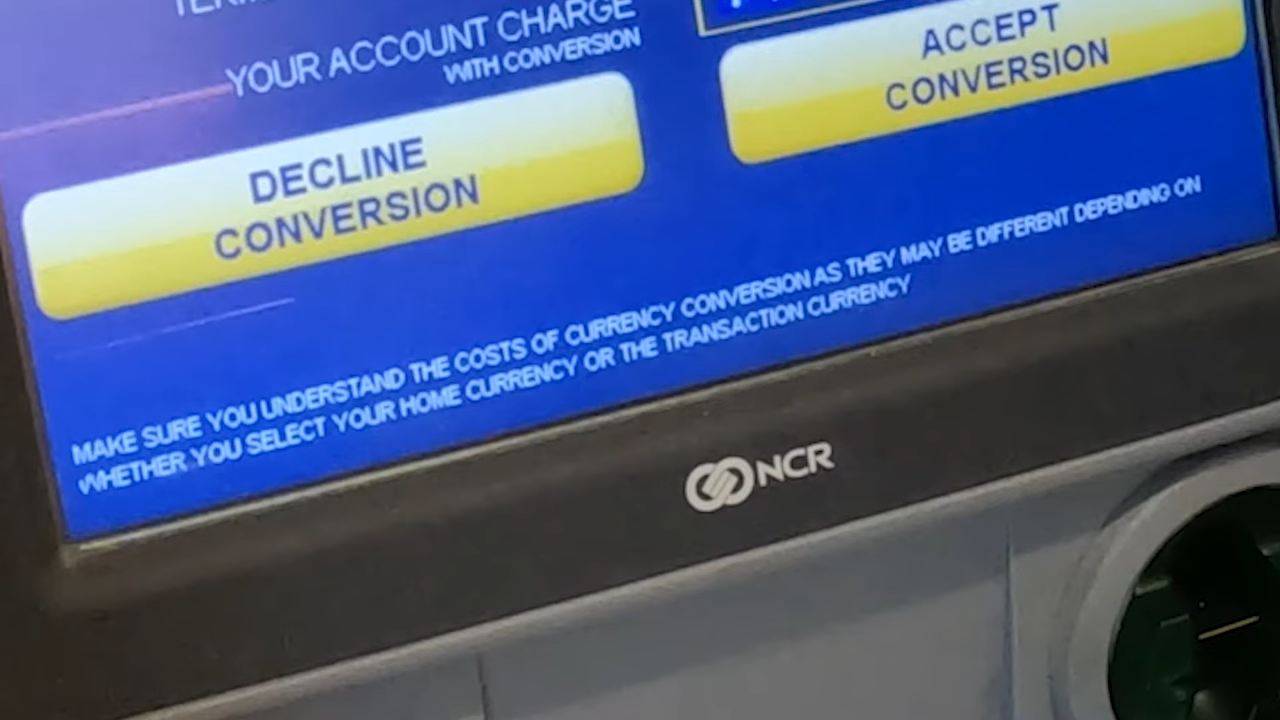 YOUR ACCOUNT CHARGE
WITH CONVERSION
DECLINE
CONVERSION
ACCEPT
CONVERSION
MAKE SURE YOU UNDERSTAND THE COSTS OF CURRENCY CONVERSION AS THEY MAY BE DIFFERENT DEPENDING ON
WHETHER YOU SELECT YOUR HOME CURRENCY OR THE TRANSACTION CURRENCY
NCR